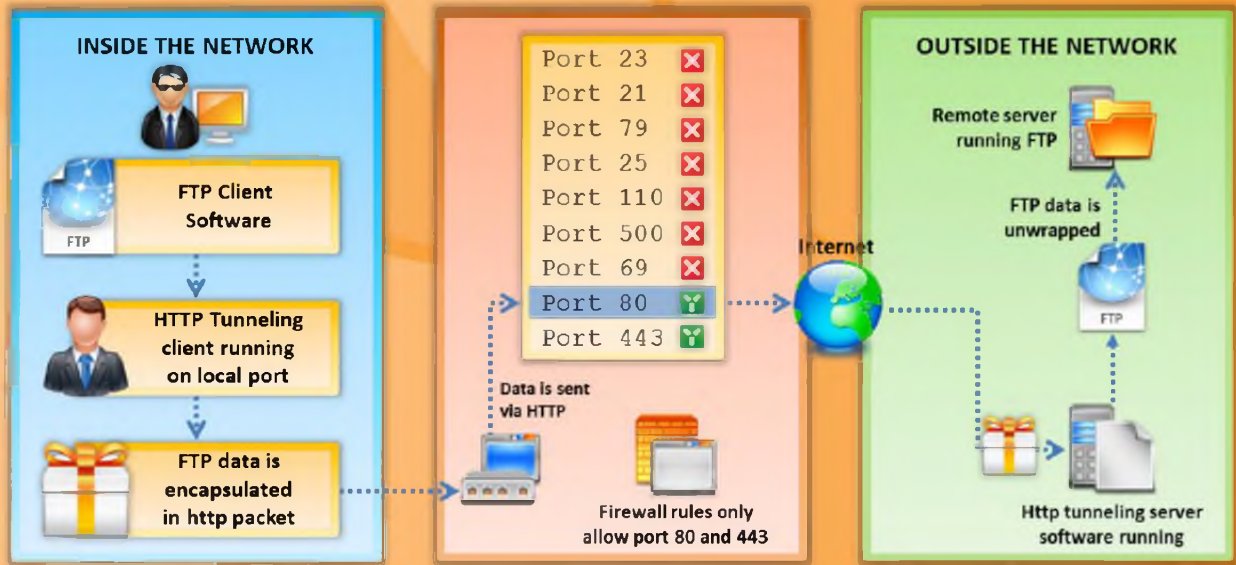 INSIDE THE NETWORK
FTP Client
Software
FTP
HTTP Tunneling
client running
on local port
FTP data is
encapsulated
in http packet
Port 23
Port 21
Port 79
Port 25
Port 110
Port 500
Port 69
Port 80
Port 443
Data is sent
via HTTP
Firewall rules only
allow port 80 and 443
Internet
OUTSIDE THE NETWORK
Remote server
running FTP
FTP data is
unwrapped
FTP
Http tunneling server
software running